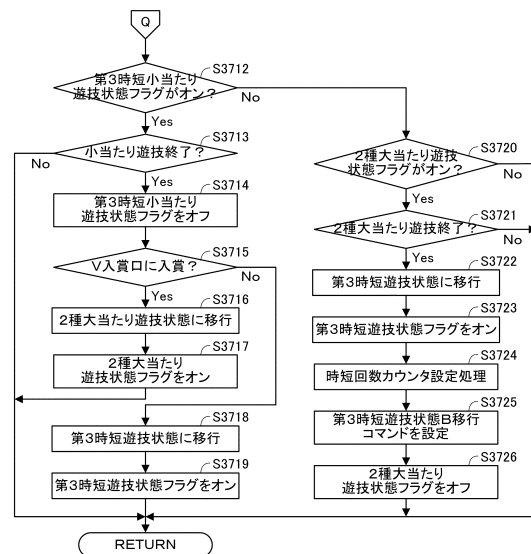 Q
S3712
第3時短小当たり
遊技状態フラグがオン？
No
Yes
S3713
小当たり遊技終了？
No
Yes
S3714
第3時短小当たり
遊技状態フラグをオフ
S3715
V入賞口に入賞？
No
Yes
S3716
2種大当たり遊技状態に移行
S3717
2種大当たり
遊技状態フラグをオン
S3718
第3時短遊技状態に移行
S3719
第3時短遊技状態フラグをオン
S3720
2種大当たり遊技
状態フラグがオン？
No
Yes
S3721
2種大当たり遊技終了？
No
Yes
S3722
第3時短遊技状態に移行
S3723
第3時短遊技状態フラグをオン
S3724
時短回数カウンタ設定処理
S3725
第3時短遊技状態B移行
コマンドを設定
S3726
2種大当たり
遊技状態フラグをオフ
RETURN